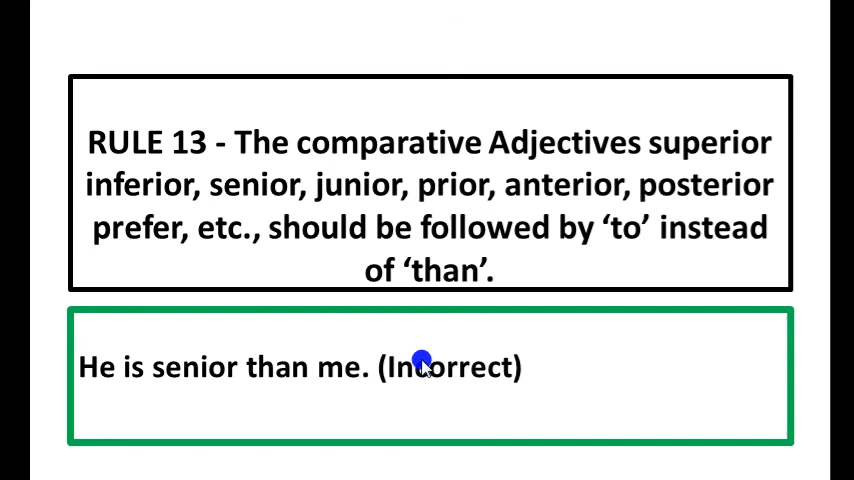 RULE 13 - The comparative Adjectives superior
inferior, senior, junior, prior, anterior, posterior
prefer, etc., should be followed by ‘to’ instead
of ‘than’.
He is senior than me. (Incorrect)